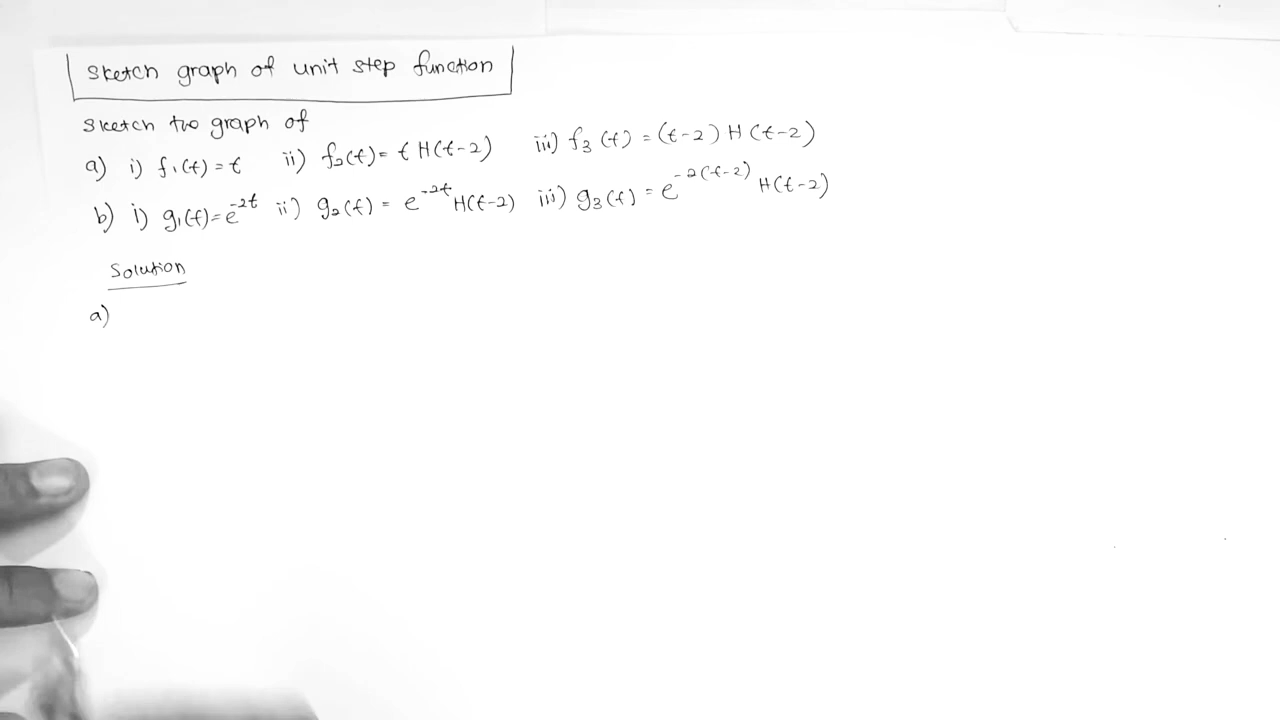 Sketch graph of unit step function
Sketch the graph of
a) i) f₁(t) = t ii) f₂(t) = t H(t-2) iii) f₃(t) = (t-2) H(t-2)
b) i) g₁(t) = e^{-2t} ii) g₂(t) = e^{-2t} H(t-2) iii) g₃(t) = e^{-2(t-2)} H(t-2)
Solution
a)